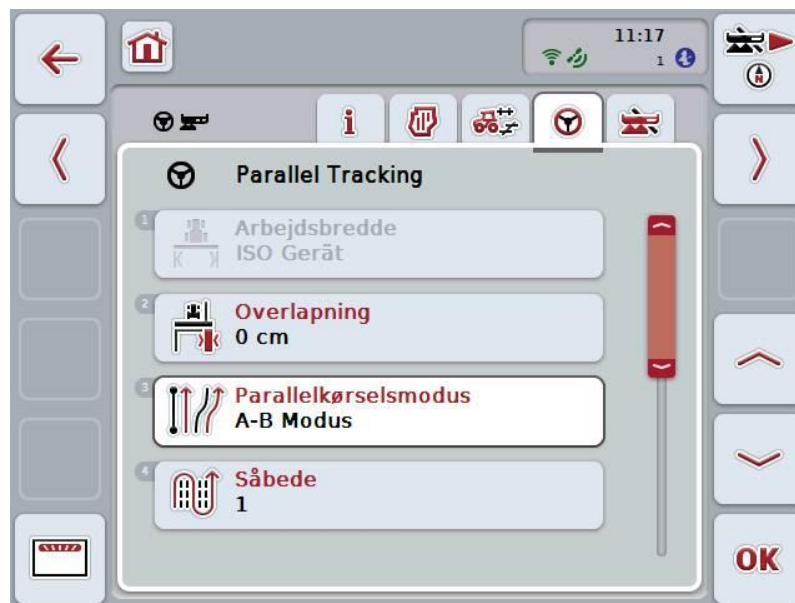 11:17
1
i
N
Parallel Tracking
1
Arbejdsbredde
ISO Gerät
2
Overlapning
0 cm
3
Parallelkørselsmodus
A-B Modus
4
Såbede
1
OK